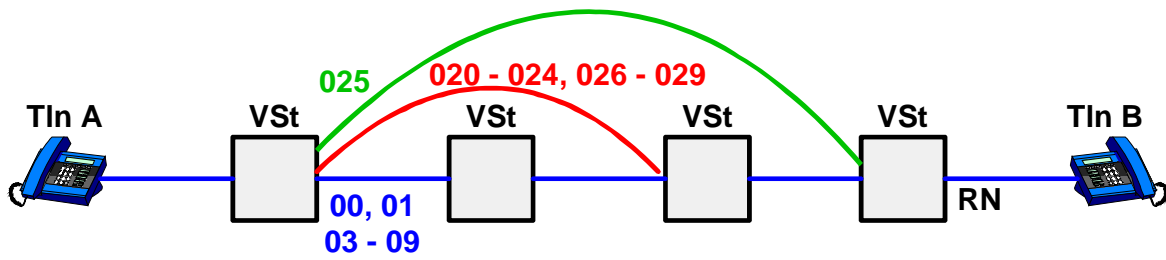 025
020 - 024, 026 - 029
Tln A
VSt
VSt
VSt
VSt
Tln B
00, 01
03 - 09
RN